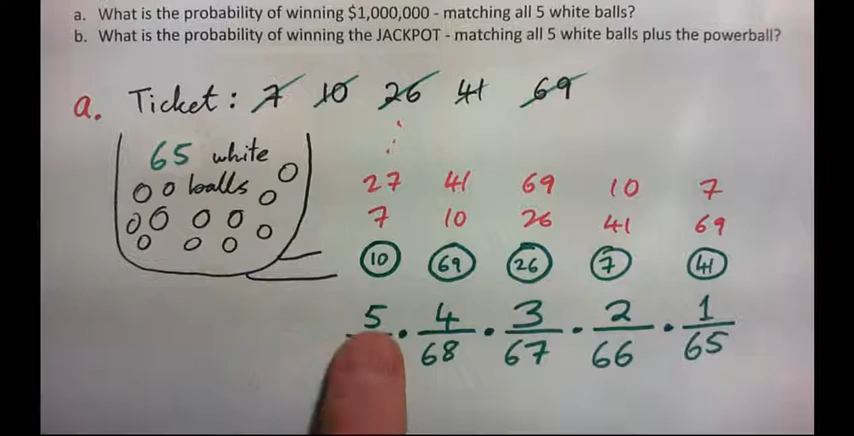 a. What is the probability of winning $1,000,000 - matching all 5 white balls?
b. What is the probability of winning the JACKPOT - matching all 5 white balls plus the powerball?
a. Ticket: 7 10 26 41 69
65 white
balls
27 41 69 10 7
7 10 26 41 69
10 69 26 7 41
5 · 4 · 3 · 2 · 1
68 67 66 65